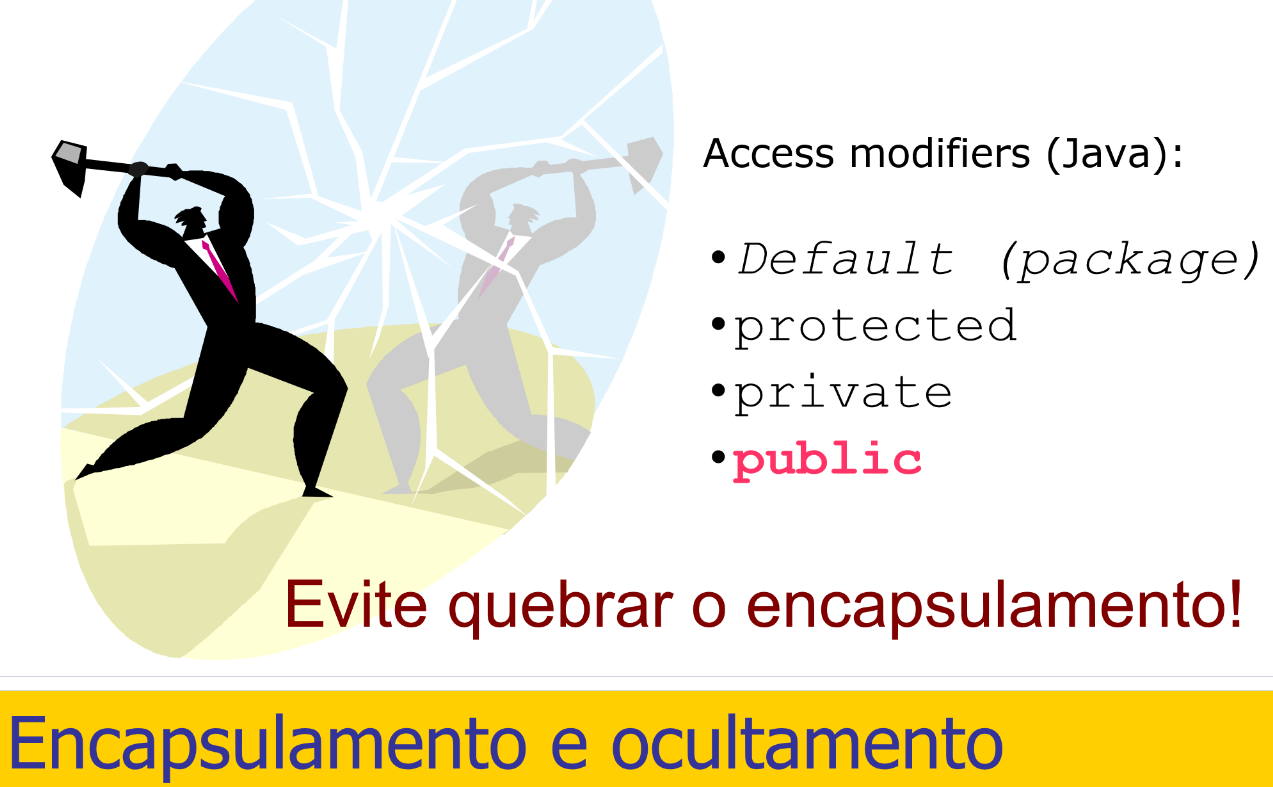 Access modifiers (Java):
•Default (package)
•protected
•private
•public
Evite quebrar o encapsulamento!
Encapsulamento e ocultamento